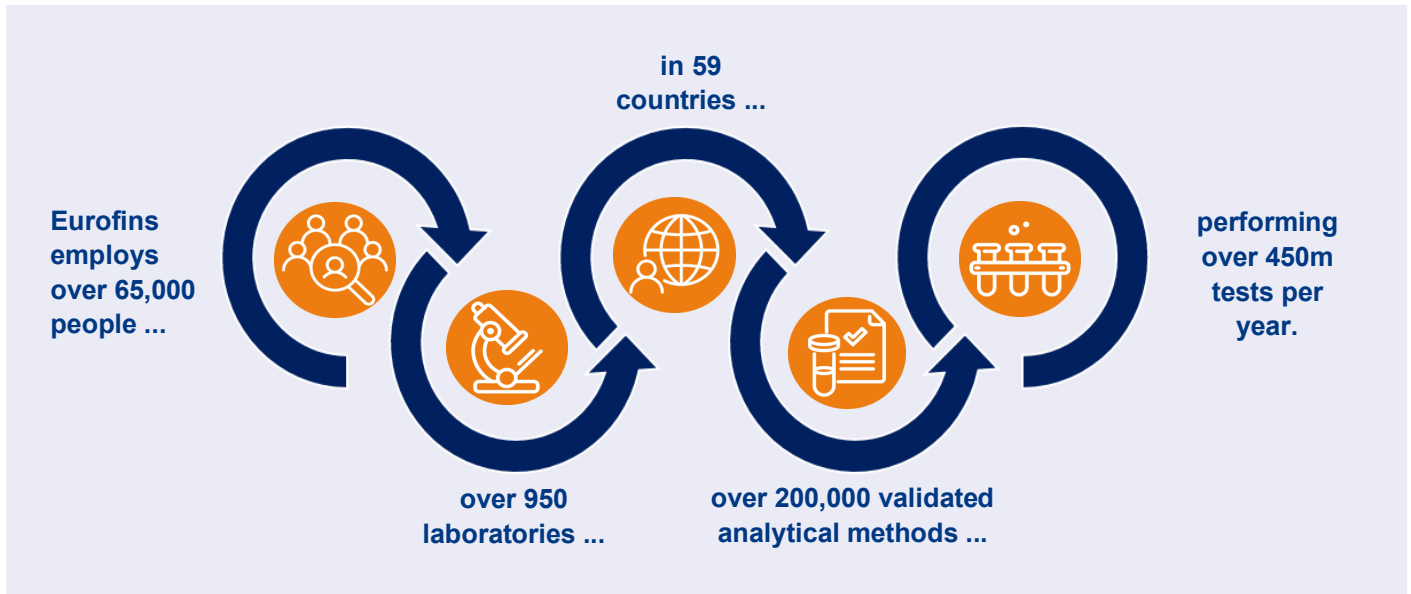 Eurofins
employs
over 65,000
people ...
over 950
laboratories ...
in 59
countries ...
over 200,000 validated
analytical methods ...
performing
over 450m
tests per
year.